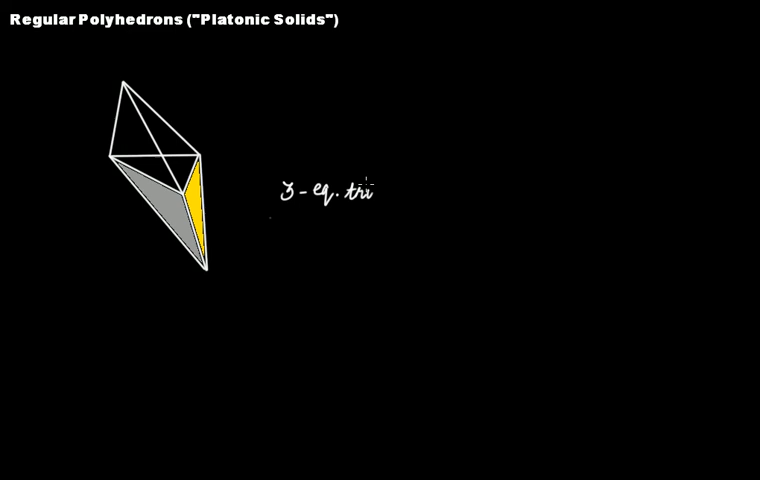 Regular Polyhedrons ("Platonic Solids")
3-eq. tri